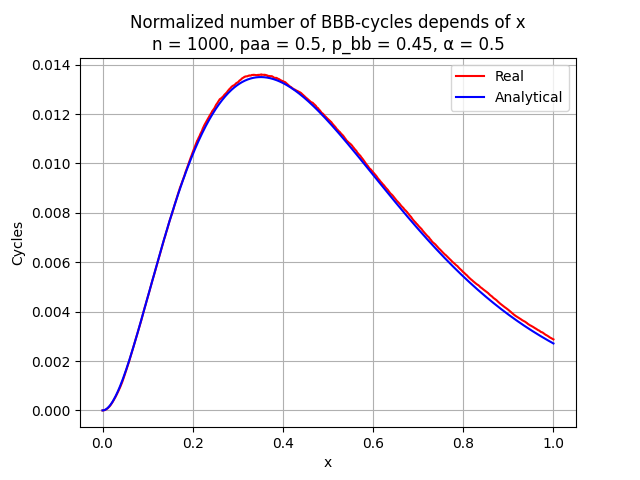 Normalized number of BBB-cycles depends of x
n = 1000, paa = 0.5, p_bb = 0.45, α = 0.5
0.014
0.012
0.010
0.008
0.006
0.004
0.002
0.000
Cycles
Real
Analytical
0.0 0.2 0.4 0.6 0.8 1.0
x